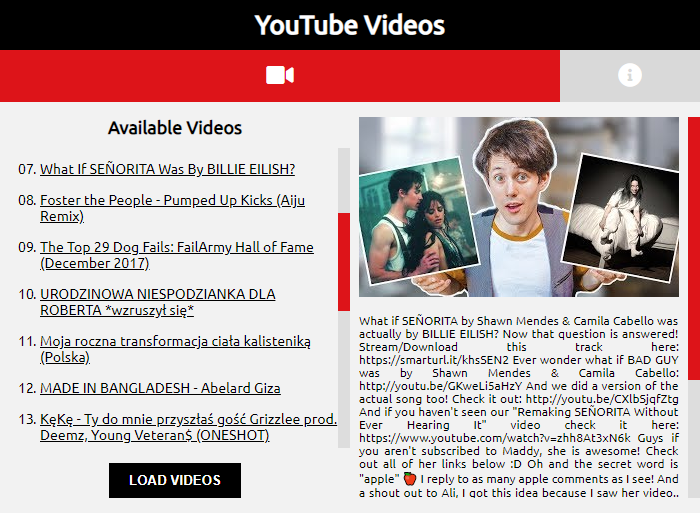 YouTube Videos
Available Videos
07. What If SEÑORITA Was By BILLIE EILISH?
08. Foster the People - Pumped Up Kicks (Aiju
Remix)
09. The Top 29 Dog Fails: FailArmy Hall of Fame
(December 2017)
10. URODZINOWA NIESPODZIANKA DLA
ROBERTA *wzruszył się*
11. Moja roczna transformacja ciała kalisteniką
(Polska)
12. MADE IN BANGLADESH - Abelard Giza
13. KęKę - Ty do mnie przyszłaś gość Grizzlee prod.
Deemz, Young Veteran$ (ONESHOT)
LOAD VIDEOS
What if SEÑORITA by Shawn Mendes & Camila Cabello was
actually by BILLIE EILISH? Now that question is answered!
Stream/Download this track here:
https://smarturl.it/khsSEN2 Ever wonder what if BAD GUY
was by Shawn Mendes & Camila Cabello:
http://youtu.be/GKweLi5aHzY And we did a version of the
actual song too! Check it out: http://youtu.be/CXlbSjqfZtg
And if you haven't seen our "Remaking SEÑORITA Without
Ever Hearing It" video check it here:
https://www.youtube.com/watch?v=zhh8At3xN6k Guys if
you aren't subscribed to Maddy, she is awesome! Check
out all of her links below :D Oh and the secret word is
"apple" 🍎 I reply to as many apple comments as I see! And
a shout out to Ali, I got this idea because I saw her video..